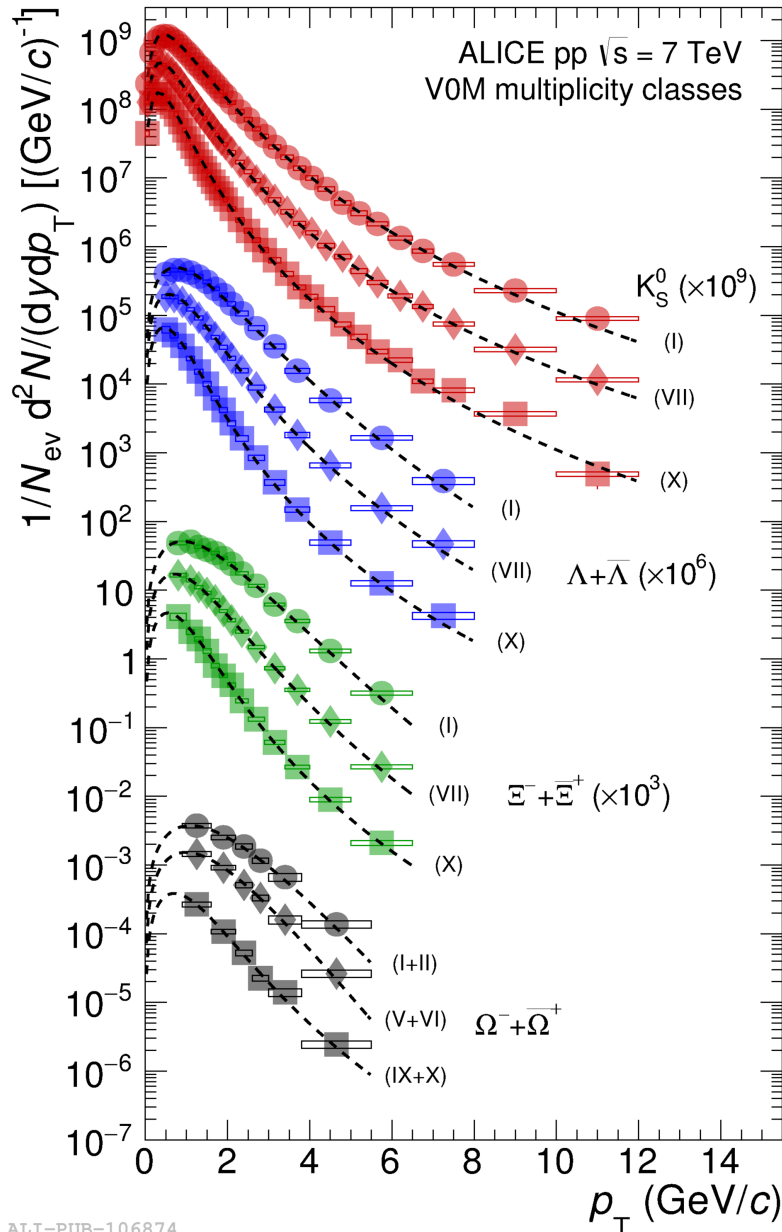 1/N_ev d²N/(dydp_T) [(GeV/c)⁻¹]
ALICE pp √s = 7 TeV
V0M multiplicity classes
10⁹
10⁸
10⁷
10⁶
10⁵
10⁴
10³
10²
10
1
10⁻¹
10⁻²
10⁻³
10⁻⁴
10⁻⁵
10⁻⁶
10⁻⁷
K⁰_S (×10⁹)
(I)
(VII)
(X)
(I)
(VII)
Λ+Λ̅ (×10⁶)
(X)
(I)
(VII)
Ξ⁻+Ξ̅⁺ (×10³)
(X)
(I+II)
(V+VI)
Ω⁻+Ω̅⁺
(IX+X)
0 2 4 6 8 10 12 14
p_T (GeV/c)
ALI-PUB-106874